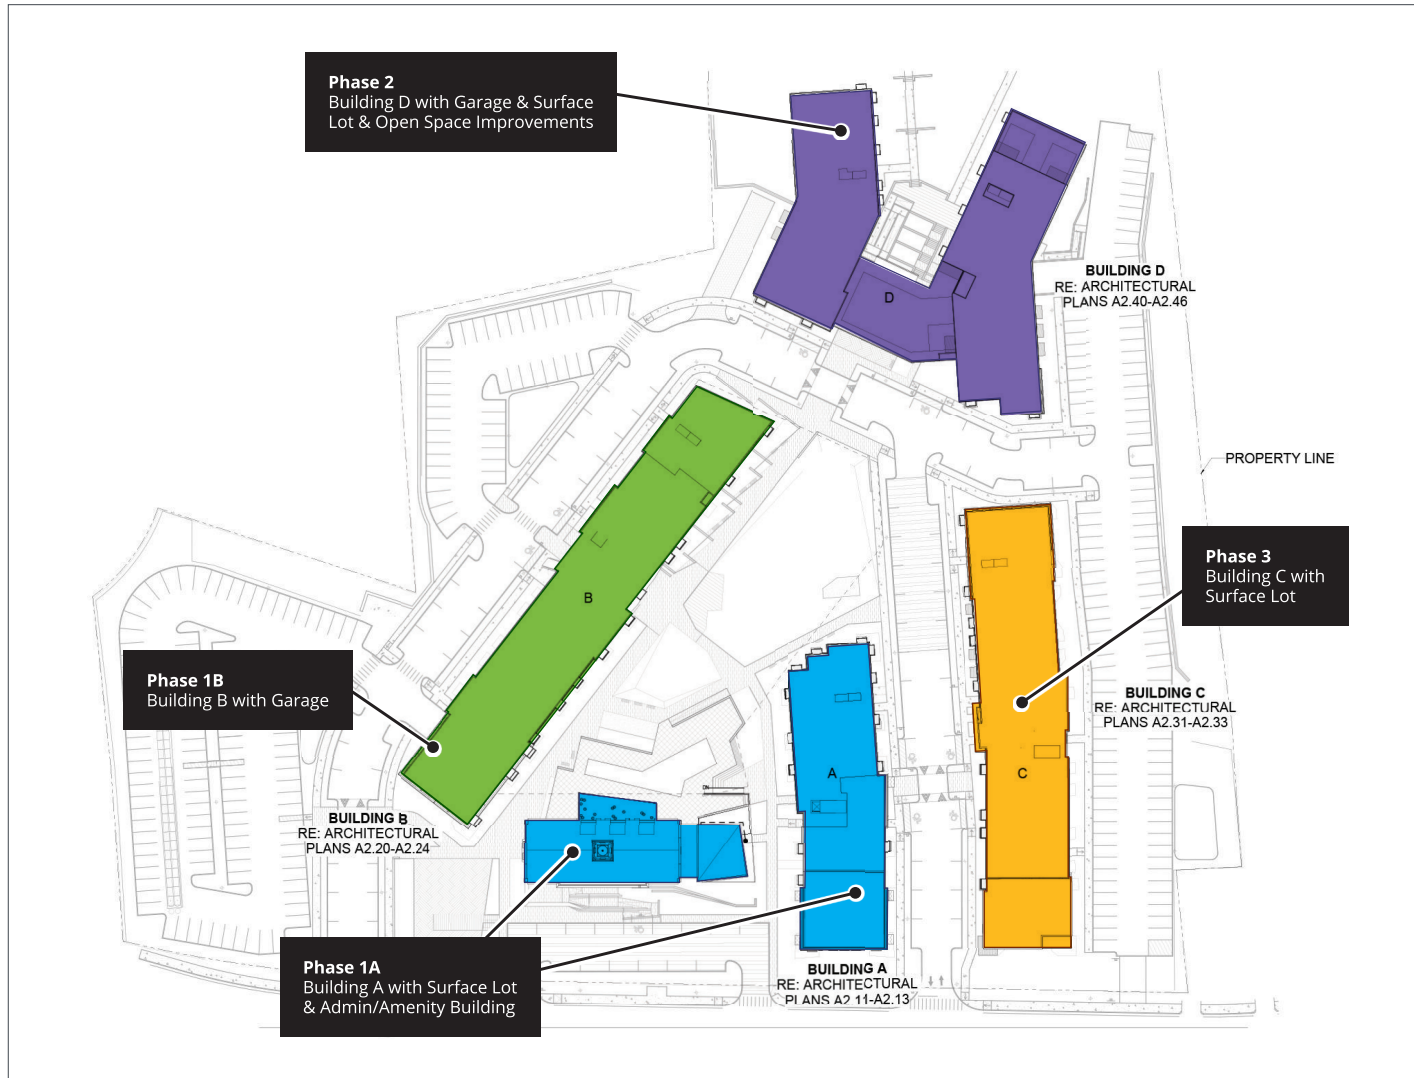 Phase 2
Building D with Garage & Surface
Lot & Open Space Improvements
D
BUILDING D
RE: ARCHITECTURAL
PLANS A2.40-A2.46
PROPERTY LINE
Phase 3
Building C with
Surface Lot
B
Phase 1B
Building B with Garage
BUILDING C
RE: ARCHITECTURAL
PLANS A2.31-A2.33
A
C
DN
BUILDING B
RE: ARCHITECTURAL
PLANS A2.20-A2.24
Phase 1A
Building A with Surface Lot
& Admin/Amenity Building
BUILDING A
RE: ARCHITECTURAL
PLANS A2.11-A2.13